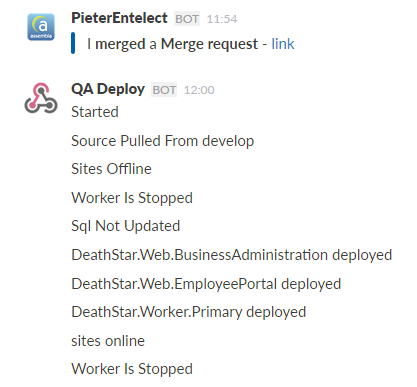 PieterEntelect BOT 11:54
I merged a Merge request - link
a
assembla
QA Deploy BOT 12:00
Started
Source Pulled From develop
Sites Offline
Worker Is Stopped
Sql Not Updated
DeathStar.Web.BusinessAdministration deployed
DeathStar.Web.EmployeePortal deployed
DeathStar.Worker.Primary deployed
sites online
Worker Is Stopped